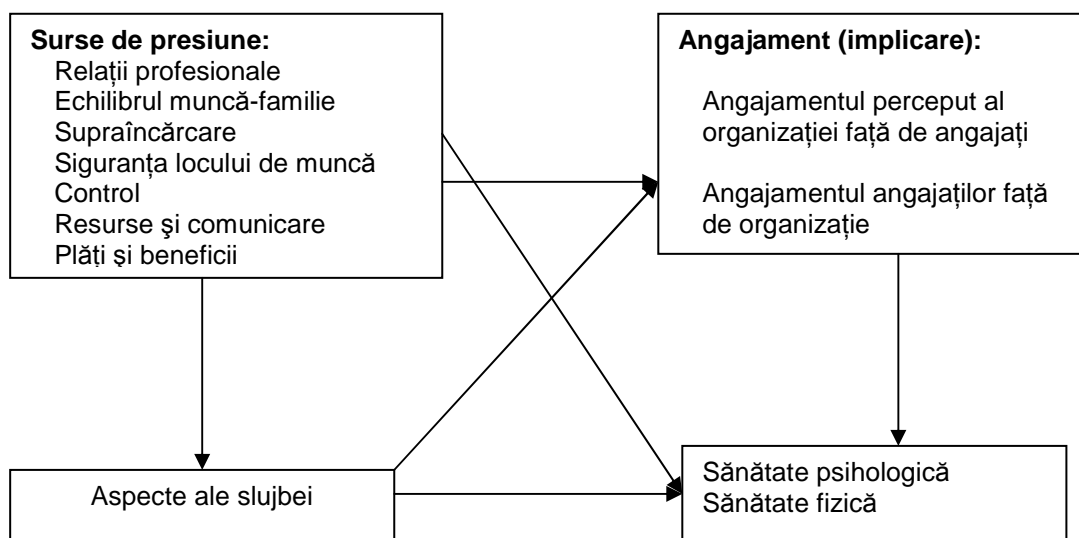 Surse de presiune:
Relații profesionale
Echilibrul muncă-familie
Supraîncărcare
Siguranța locului de muncă
Control
Resurse şi comunicare
Plăți şi beneficii
Angajament (implicare):
Angajamentul perceput al
organizației față de angajați
Angajamentul angajaților față
de organizație
Aspecte ale slujbei
Sănătate psihologică
Sănătate fizică